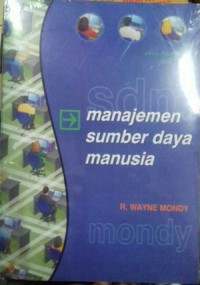 sdm
manajemen
sumber daya
manusia
R. WAYNE MONDY
mondy